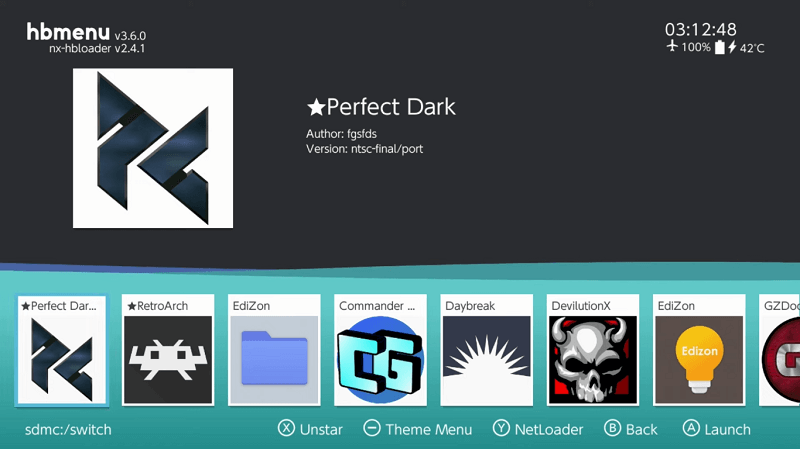 hbmenu v3.6.0
nx-hbloader v2.4.1
03:12:48
100% 42°C
★Perfect Dark
Author: fgsfds
Version: ntsc-final/port
★Perfect Dar...
★RetroArch
EdiZon
Commander ...
Daybreak
DevilutionX
EdiZon
GZDoo
CG
Edizon
G
sdmc:/switch
X Unstar
− Theme Menu
Y NetLoader
B Back
A Launch